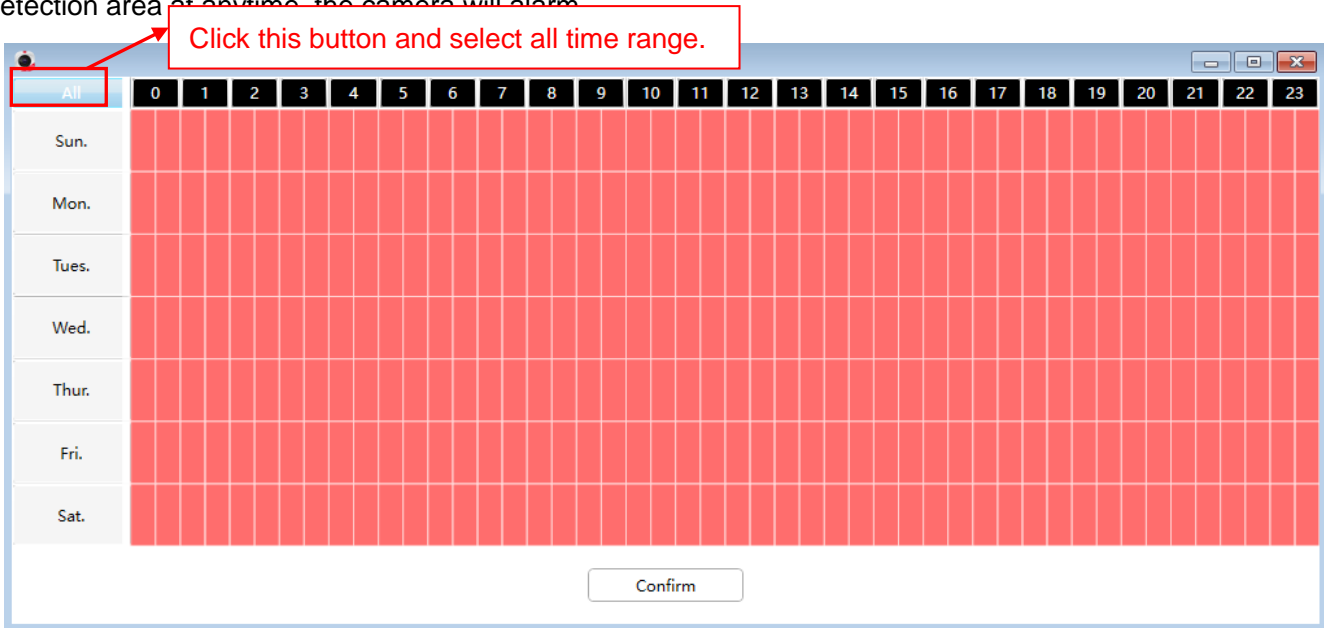 etection area at anytime, the camera will alarm
Click this button and select all time range.
All 0 1 2 3 4 5 6 7 8 9 10 11 12 13 14 15 16 17 18 19 20 21 22 23
Sun.
Mon.
Tues.
Wed.
Thur.
Fri.
Sat.
Confirm